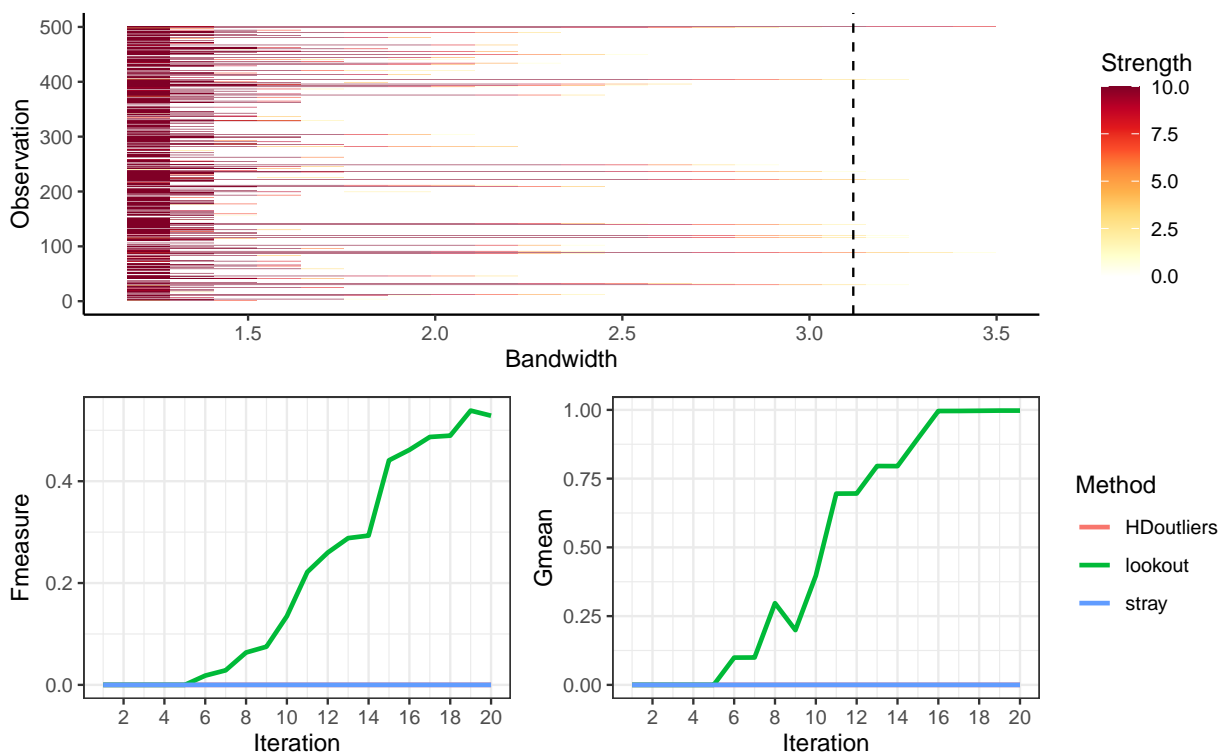 500
400
300
200
100
0
Observation
1.5 2.0 2.5 3.0 3.5
Bandwidth
Strength
10.0
7.5
5.0
2.5
0.0
0.4
0.2
0.0
Fmeasure
2 4 6 8 10 12 14 16 18 20
Iteration
1.00
0.75
0.50
0.25
0.00
Gmean
2 4 6 8 10 12 14 16 18 20
Iteration
Method
HDoutliers
lookout
stray